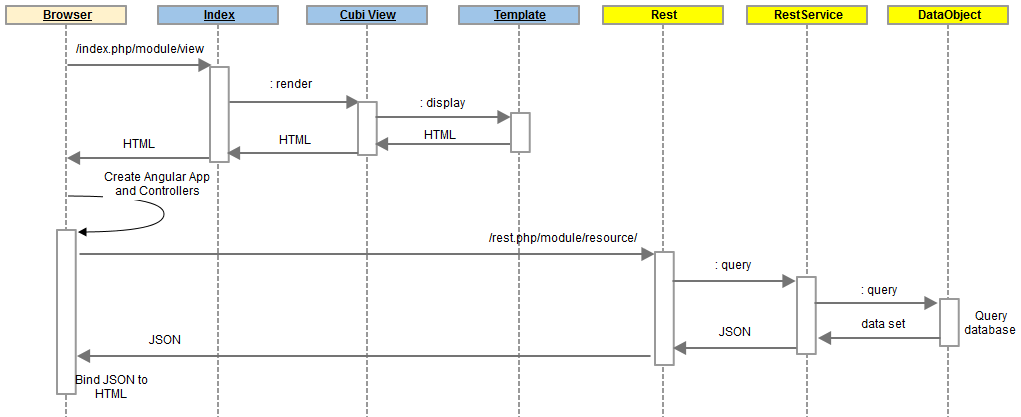 Browser
Index
Cubi View
Template
Rest
RestService
DataObject
/index.php/module/view
: render
: display
HTML
HTML
HTML
Create Angular App
and Controllers
/rest.php/module/resource/
: query
: query
data set
Query
database
JSON
JSON
Bind JSON to
HTML